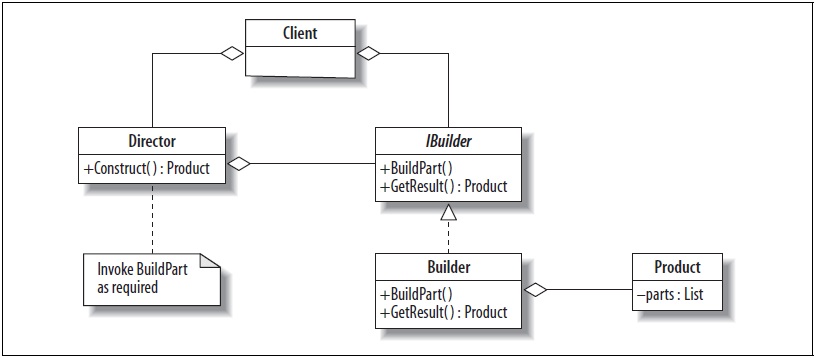 Client
Director
+Construct() : Product
IBuilder
+BuildPart()
+GetResult() : Product
Invoke BuildPart
as required
Builder
+BuildPart()
+GetResult() : Product
Product
–parts : List